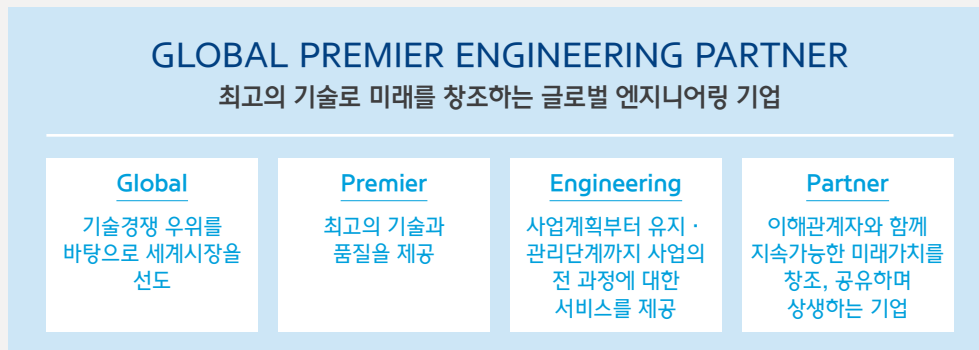 GLOBAL PREMIER ENGINEERING PARTNER
최고의 기술로 미래를 창조하는 글로벌 엔지니어링 기업
Global
기술경쟁 우위를
바탕으로 세계시장을
선도
Premier
최고의 기술과
품질을 제공
Engineering
사업계획부터 유지 ·
관리단계까지 사업의
전 과정에 대한
서비스를 제공
Partner
이해관계자와 함께
지속가능한 미래가치를
창조, 공유하며
상생하는 기업